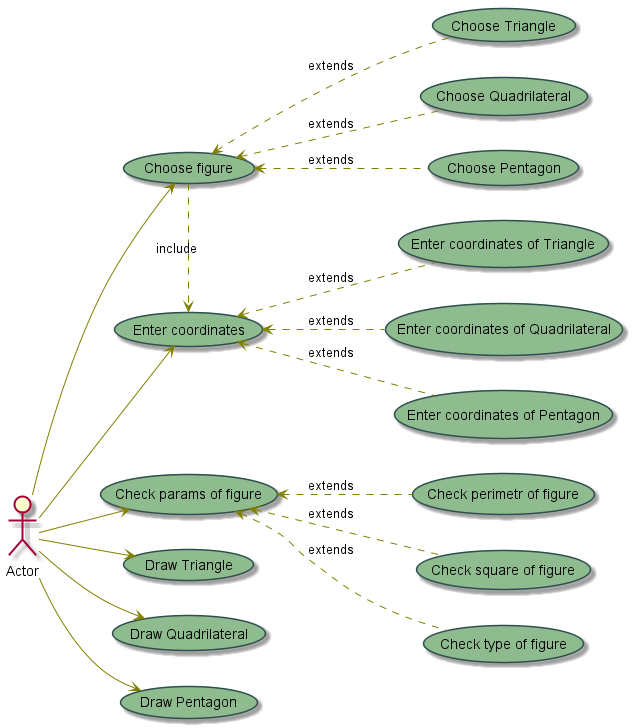 Choose Triangle
extends
Choose Quadrilateral
extends
extends
Choose figure
Choose Pentagon
include
Enter coordinates of Triangle
extends
extends
Enter coordinates
Enter coordinates of Quadrilateral
extends
Enter coordinates of Pentagon
extends
Check params of figure
Check perimetr of figure
extends
extends
Draw Triangle
Check square of figure
Actor
Draw Quadrilateral
Check type of figure
Draw Pentagon